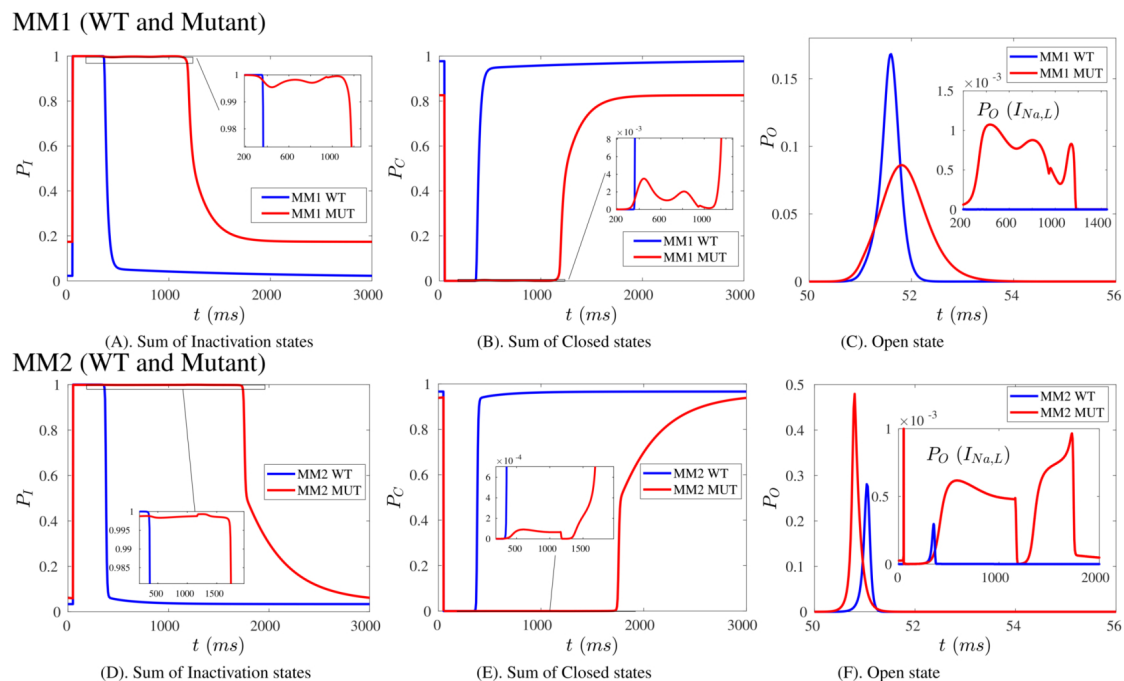 MM1 (WT and Mutant)
1
0.8
0.6
0.4
0.2
0
P_I
0 1000 2000 3000
t (ms)
1
0.99
0.98
200 600 1000
MM1 WT
MM1 MUT
(A). Sum of Inactivation states
1
0.8
0.6
0.4
0.2
0
P_C
0 1000 2000 3000
t (ms)
8 × 10⁻³
6
4
2
0
200 600 1000
MM1 WT
MM1 MUT
(B). Sum of Closed states
0.15
0.1
0.05
0
P_O
50 52 54 56
t (ms)
MM1 WT
MM1 MUT
× 10⁻³
1.5
1
0.5
0
P_O (I_{Na,L})
200 600 1000 1400
(C). Open state
MM2 (WT and Mutant)
1
0.8
0.6
0.4
0.2
0
P_I
0 1000 2000 3000
t (ms)
MM2 WT
MM2 MUT
1
0.995
0.99
0.985
500 1000 1500
(D). Sum of Inactivation states
1
0.8
0.6
0.4
0.2
0
P_C
0 1000 2000 3000
t (ms)
× 10⁻⁴
6
4
2
0
200 500 1000 1500
MM2 WT
MM2 MUT
(E). Sum of Closed states
0.5
0.4
0.3
0.2
0.1
0
P_O
50 52 54 56
t (ms)
MM2 WT
MM2 MUT
× 10⁻³
1
0.5
0
P_O (I_{Na,L})
0 1000 2000
(F). Open state